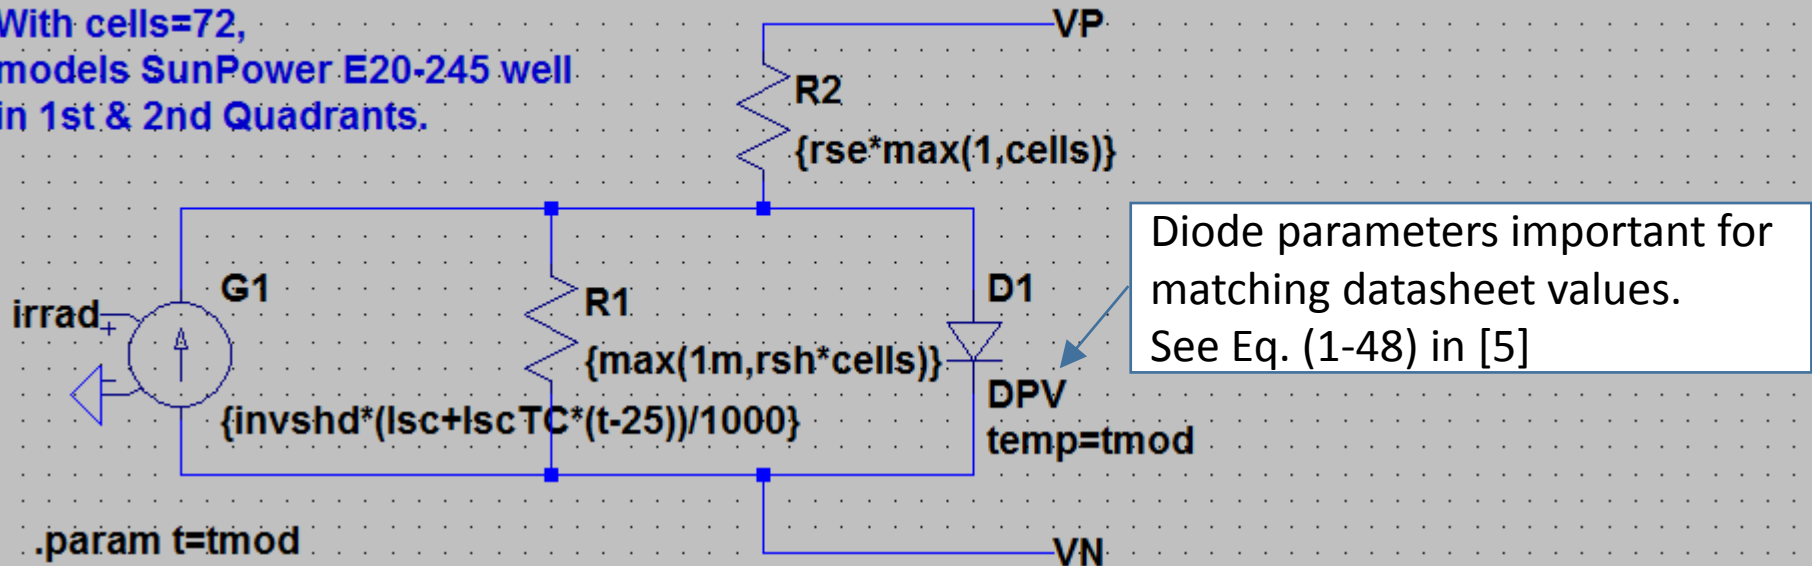 With cells=72,
models SunPower E20-245 well
in 1st & 2nd Quadrants.
VP
R2
{rse*max(1,cells)}
Diode parameters important for
matching datasheet values.
See Eq. (1-48) in [5]
G1
R1
D1
irrad
+
{max(1m,rsh*cells)}
DPV
{invshd*(Isc+IscTC*(t-25))/1000}
temp=tmod
.param t=tmod
VN